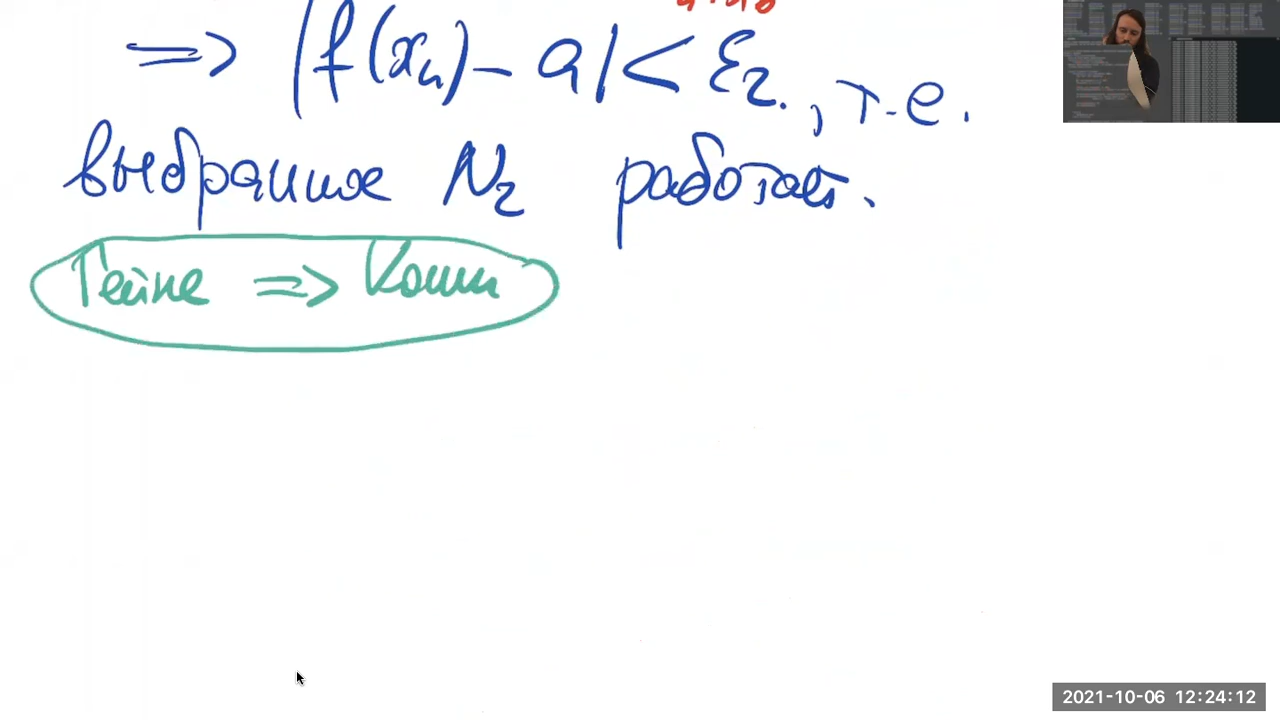 => |f(xₙ) - a| < ε₂., т.е.
выбранное N₂ работает.
Гейне => Коши
2021-10-06 12:24:12